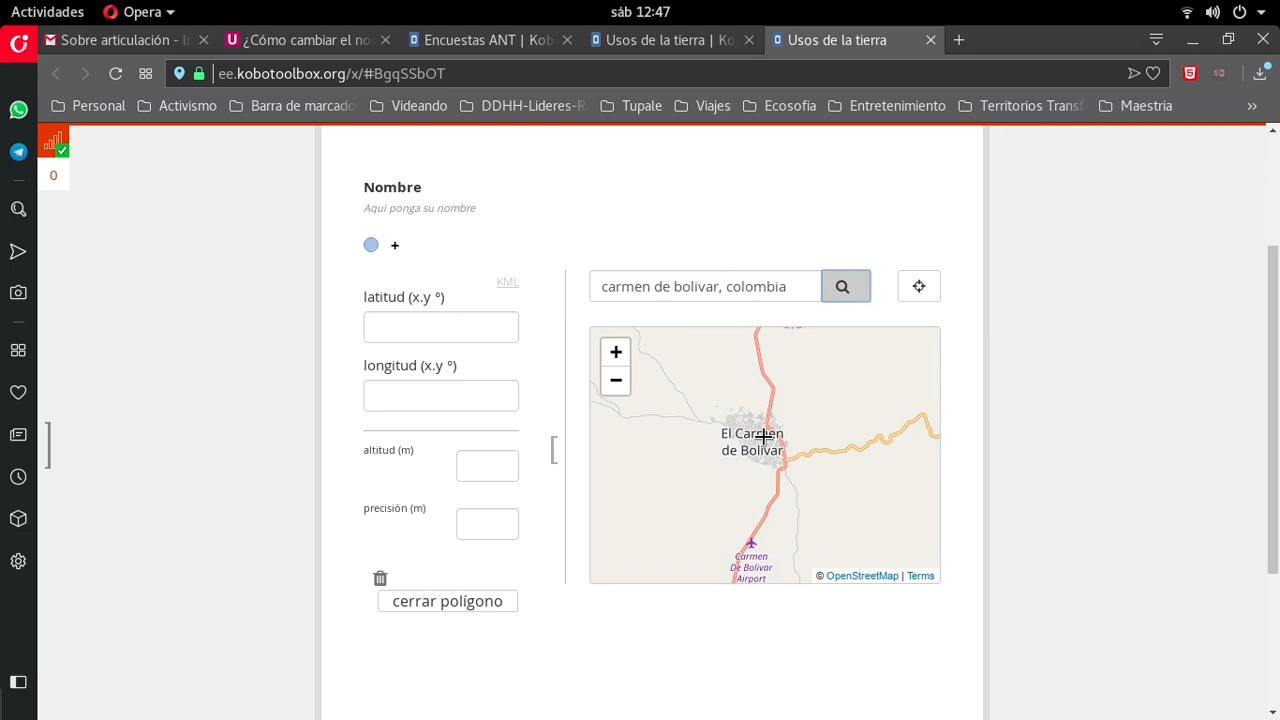 Actividades
Opera
sáb 12:47
Sobre articulación - I
¿Cómo cambiar el no
Encuestas ANT | Kob
Usos de la tierra | Kob
Usos de la tierra
ee.kobotoolbox.org/x/#BgqSSbOT
Personal
Activismo
Barra de marcado
Videando
DDHH-Lideres-R
Tupale
Viajes
Ecosofia
Entretenimiento
Territorios Transf
Maestria
»
0
Nombre
Aqui ponga su nombre
+
KML
latitud (x.y °)
longitud (x.y °)
altitud (m)
precisión (m)
cerrar polígono
carmen de bolivar, colombia
+
−
El Carmen
de Bolívar
Carmen
De Bolivar
Airport
© OpenStreetMap | Terms